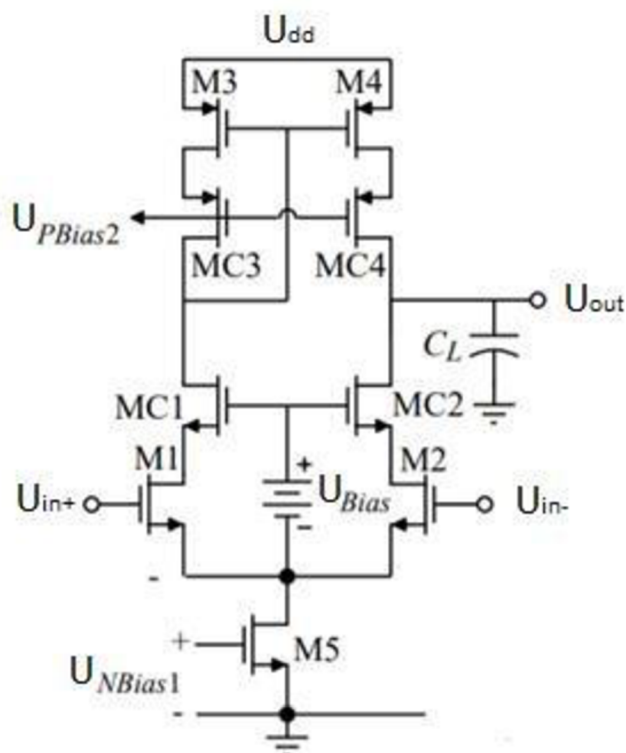 Udd
M3
M4
UPBias2
MC3
MC4
Uout
CL
MC1
MC2
M1
M2
+
Uin+
UBias
Uin-
-
-
+
M5
UNBias1
-